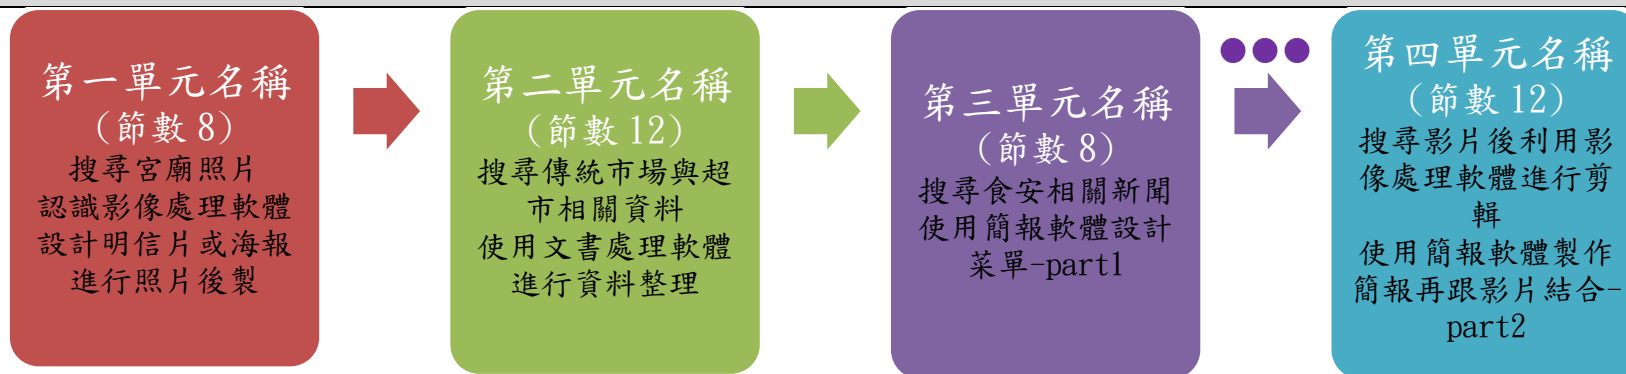 第一單元名稱
(節數 8)
搜尋宮廟照片
認識影像處理軟體
設計明信片或海報
進行照片後製
第二單元名稱
(節數 12)
搜尋傳統市場與超
市相關資料
使用文書處理軟體
進行資料整理
第三單元名稱
(節數 8)
搜尋食安相關新聞
使用簡報軟體設計
菜單-part1
第四單元名稱
(節數 12)
搜尋影片後利用影
像處理軟體進行剪
輯
使用簡報軟體製作
簡報再跟影片結合-
part2